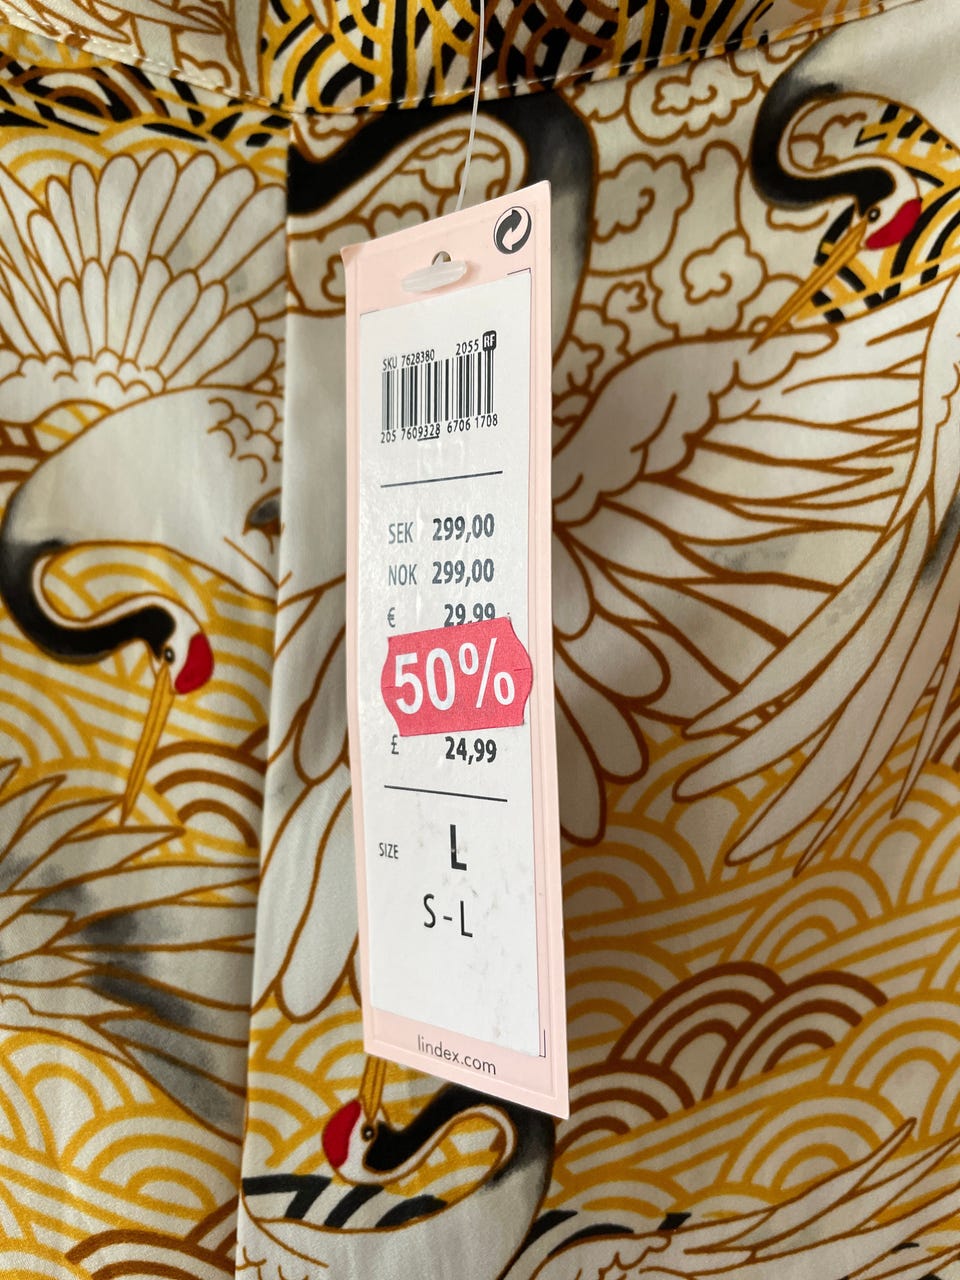 SKU 7628380 2055 RF
205 7609328 6706 1708
SEK 299,00
NOK 299,00
€ 29,99
50%
£ 24,99
SIZE L
S-L
lindex.com